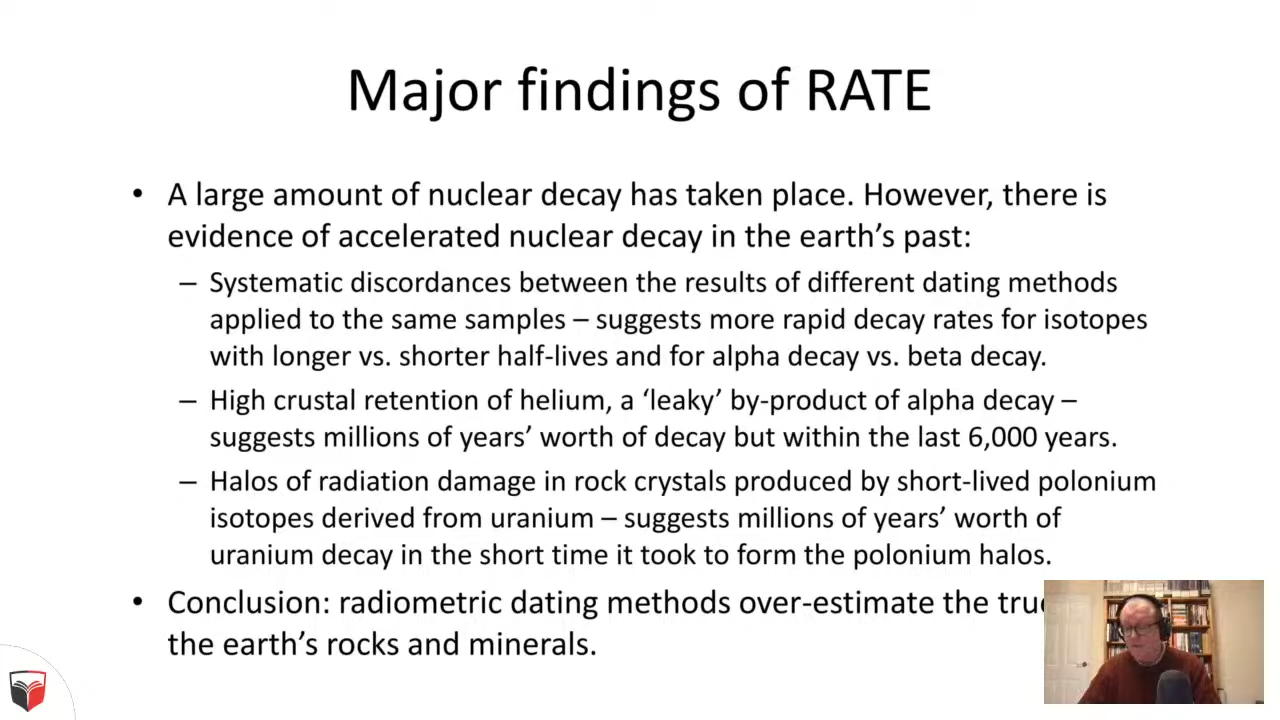 Major findings of RATE
• A large amount of nuclear decay has taken place. However, there is
evidence of accelerated nuclear decay in the earth’s past:
– Systematic discordances between the results of different dating methods
applied to the same samples – suggests more rapid decay rates for isotopes
with longer vs. shorter half-lives and for alpha decay vs. beta decay.
– High crustal retention of helium, a ‘leaky’ by-product of alpha decay –
suggests millions of years’ worth of decay but within the last 6,000 years.
– Halos of radiation damage in rock crystals produced by short-lived polonium
isotopes derived from uranium – suggests millions of years’ worth of
uranium decay in the short time it took to form the polonium halos.
• Conclusion: radiometric dating methods over-estimate the
the earth’s rocks and minerals.